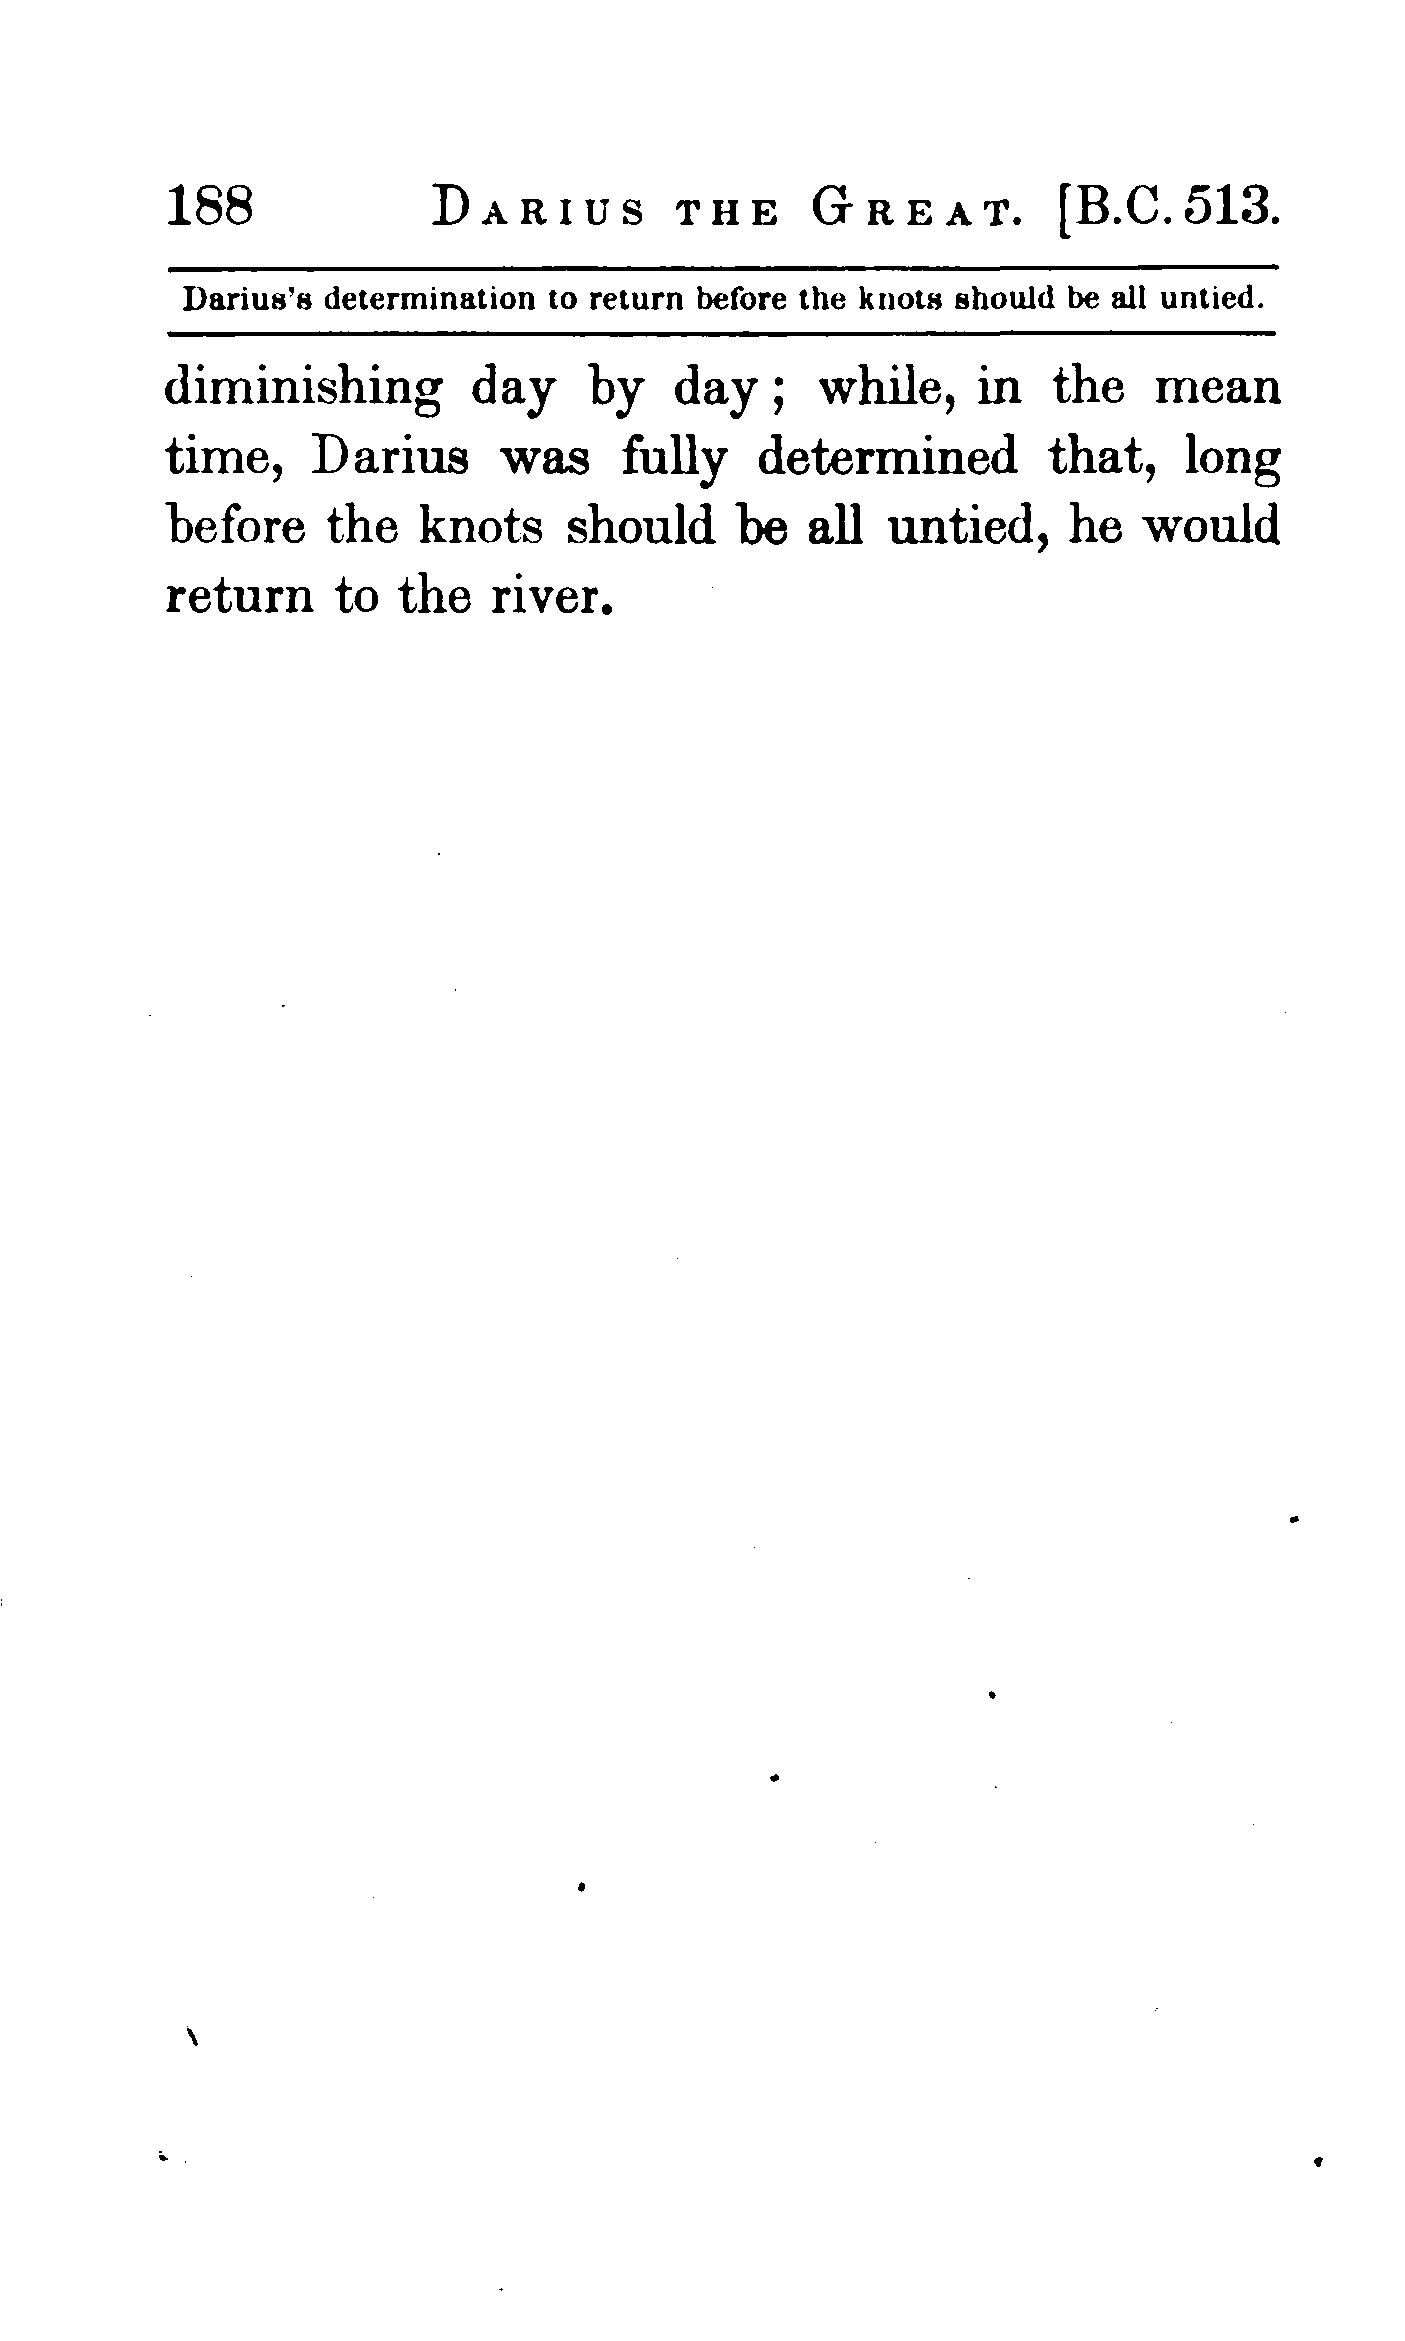 188 DARIUS THE GREAT. [B.C. 513.
Darius's determination to return before the knots should be all untied.
diminishing day by day; while, in the mean
time, Darius was fully determined that, long
before the knots should be all untied, he would
return to the river.